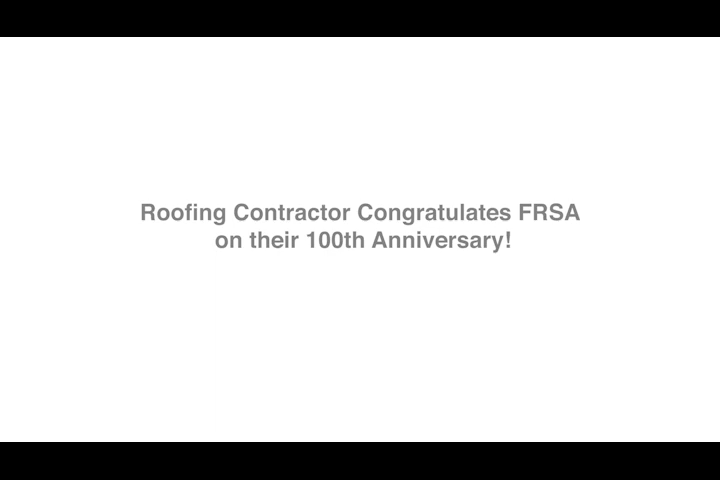 Roofing Contractor Congratulates FRSA
on their 100th Anniversary!